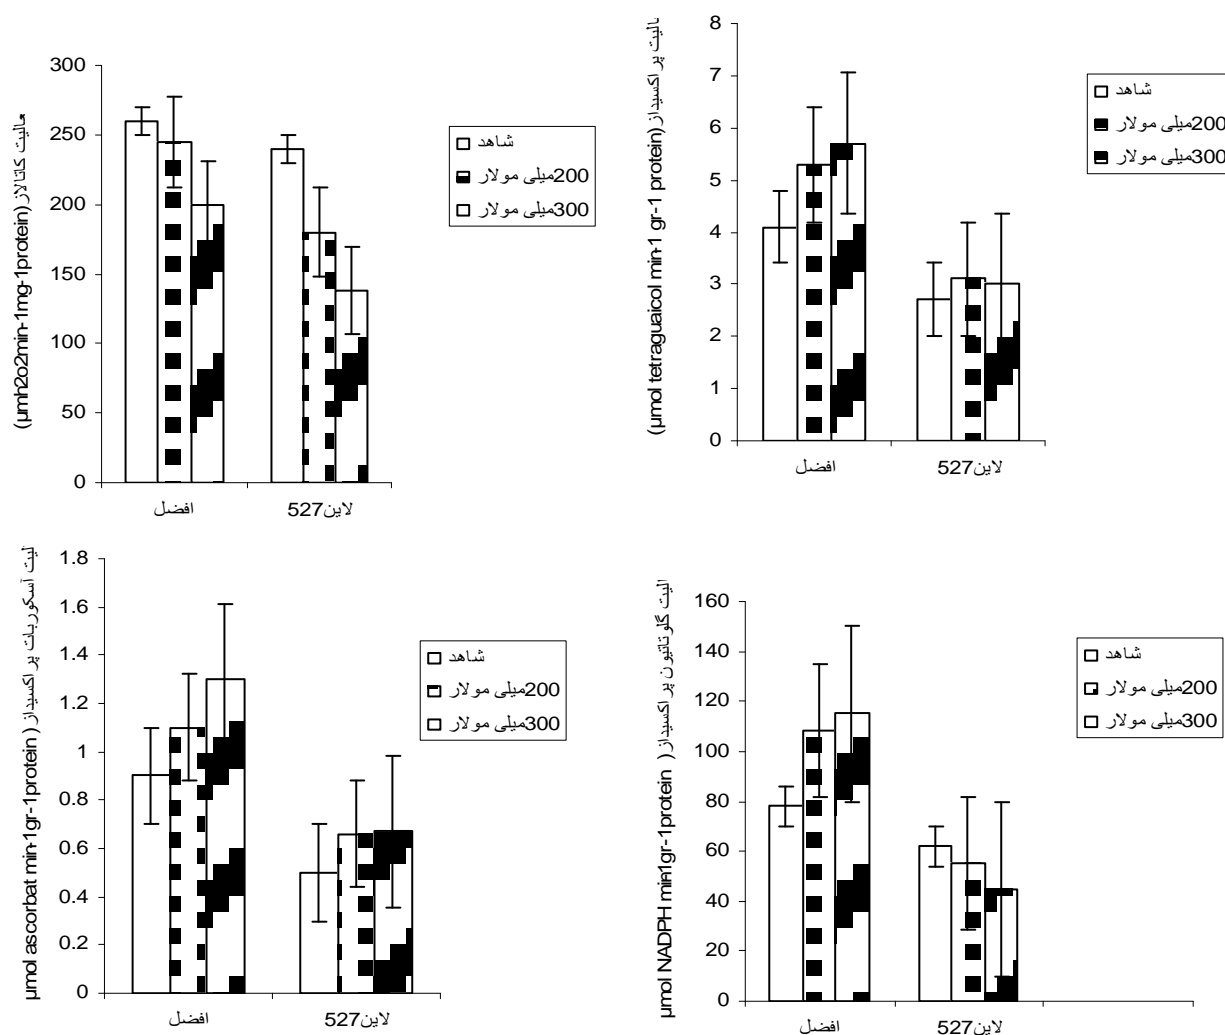 فعالیت کاتالاز (µmh2o2min-1mg-1protein)
300
250
200
150
100
50
0
افضل
لاین527
شاهد
200میلی مولار
300میلی مولار
الیت پراکسیداز (µmol tetraguaicol min-1 gr-1 protein)
8
7
6
5
4
3
2
1
0
افضل
لاین527
شاهد
200میلی مولار
300میلی مولار
لیت آسکوربات پراکسیداز (µmol ascorbat min-1gr-1protein)
1.8
1.6
1.4
1.2
1
0.8
0.6
0.4
0.2
0
افضل
لاین527
شاهد
200میلی مولار
300میلی مولار
الیت گلوتاتیون پراکسیداز (µmol NADPH min-1gr-1protein)
160
140
120
100
80
60
40
20
0
افضل
لاین527
شاهد
200میلی مولار
300میلی مولار